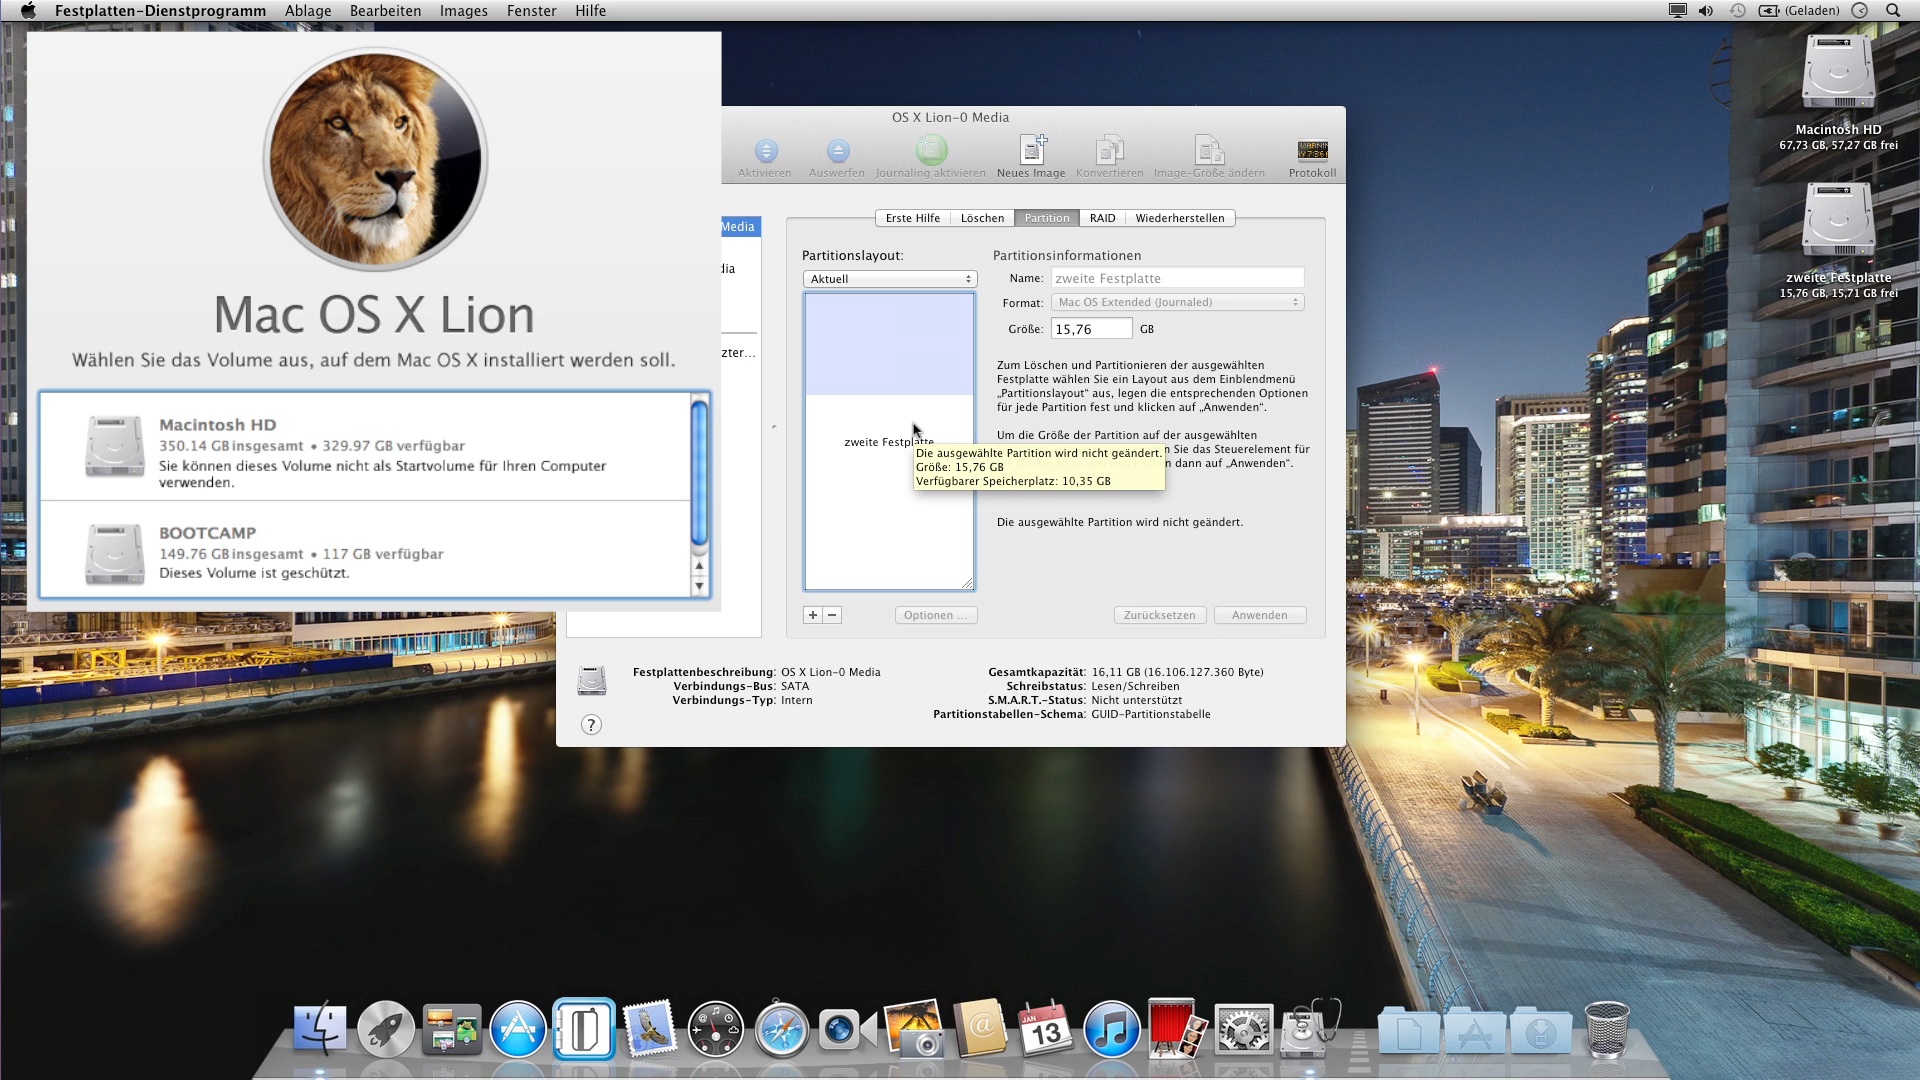 Festplatten-Dienstprogramm Ablage Bearbeiten Images Fenster Hilfe
(Geladen)
Mac OS X Lion
Wählen Sie das Volume aus, auf dem Mac OS X installiert werden soll.
Macintosh HD
350.14 GB insgesamt • 329.97 GB verfügbar
Sie können dieses Volume nicht als Startvolume für Ihren Computer
verwenden.
BOOTCAMP
149.76 GB insgesamt • 117 GB verfügbar
Dieses Volume ist geschützt.
OS X Lion-0 Media
Aktivieren Auswerfen Journaling aktivieren Neues Image Konvertieren Image-Größe ändern Protokoll
Media
dia
zter...
Erste Hilfe Löschen Partition RAID Wiederherstellen
Partitionslayout:
Aktuell
zweite Festplatte
Partitionsinformationen
Name: zweite Festplatte
Format: Mac OS Extended (Journaled)
Größe: 15,76 GB
Zum Löschen und Partitionieren der ausgewählten
Festplatte wählen Sie ein Layout aus dem Einblendmenü
„Partitionslayout“ aus, legen die entsprechenden Optionen
für jede Partition fest und klicken auf „Anwenden“.
Um die Größe der Partition auf der ausgewählten
n Sie das Steuerelement für
dann auf „Anwenden“.
Die ausgewählte Partition wird nicht geändert.
Größe: 15,76 GB
Verfügbarer Speicherplatz: 10,35 GB
Die ausgewählte Partition wird nicht geändert.
+ − Optionen ... Zurücksetzen Anwenden
Festplattenbeschreibung: OS X Lion-0 Media
Verbindungs-Bus: SATA
Verbindungs-Typ: Intern
Gesamtkapazität: 16,11 GB (16.106.127.360 Byte)
Schreibstatus: Lesen/Schreiben
S.M.A.R.T.-Status: Nicht unterstützt
Partitionstabellen-Schema: GUID-Partitionstabelle
?
Macintosh HD
67,73 GB, 57,27 GB frei
zweite Festplatte
15,76 GB, 15,71 GB frei
JAN
13